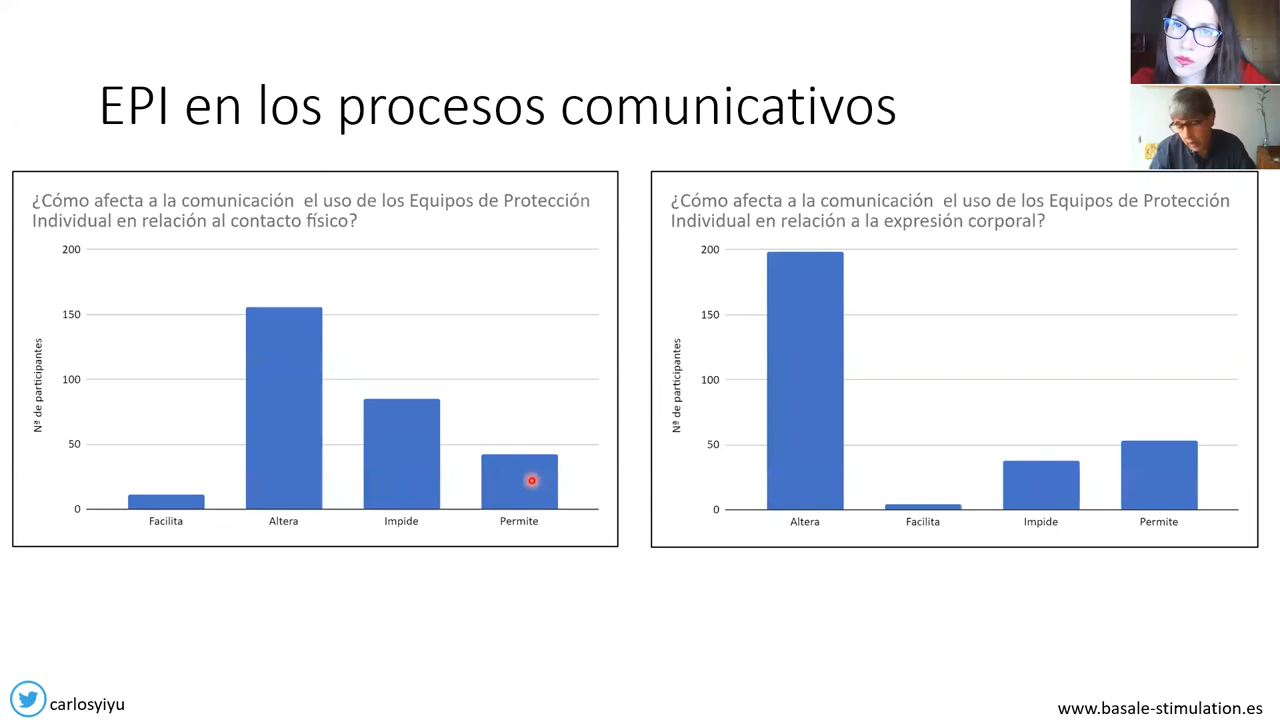 EPI en los procesos comunicativos
¿Cómo afecta a la comunicación  el uso de los Equipos de Protección
Individual en relación al contacto físico?
200
150
100
50
0
Nª de participantes
Facilita
Altera
Impide
Permite
¿Cómo afecta a la comunicación  el uso de los Equipos de Protección
Individual en relación a la expresión corporal?
200
150
100
50
0
Nª de participantes
Altera
Facilita
Impide
Permite
carlosyiyu
www.basale-stimulation.es